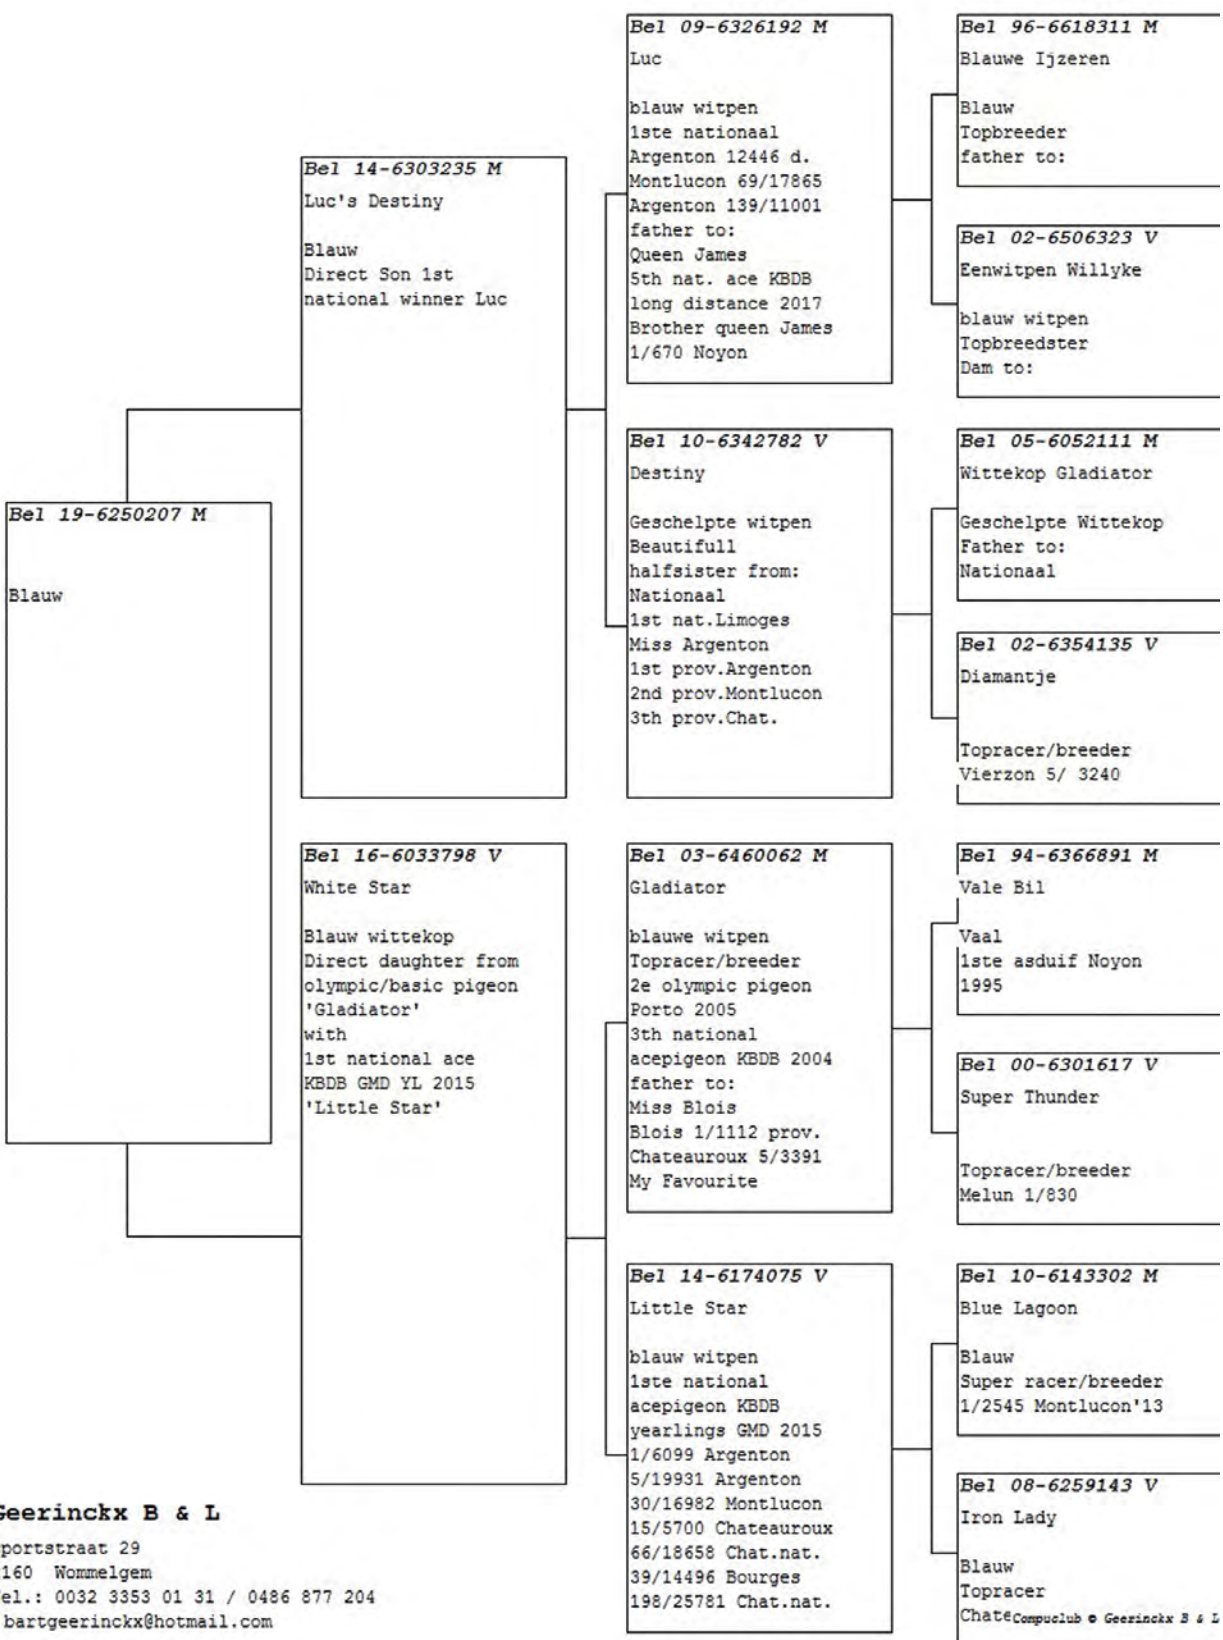 Bel 19-6250207 M
Blauw
Bel 14-6303235 M
Luc's Destiny
Blauw
Direct Son 1st
national winner Luc
Bel 16-6033798 V
White Star
Blauw wittekop
Direct daughter from
olympic/basic pigeon
'Gladiator'
with
1st national ace
KBDB GMD YL 2015
'Little Star'
Bel 09-6326192 M
Luc
blauw witpen
1ste nationaal
Argenton 12446 d.
Montlucon 69/17865
Argenton 139/11001
father to:
Queen James
5th nat. ace KBDB
long distance 2017
Brother queen James
1/670 Noyon
Bel 10-6342782 V
Destiny
Geschelpte witpen
Beautifull
halfsister from:
Nationaal
1st nat.Limoges
Miss Argenton
1st prov.Argenton
2nd prov.Montlucon
3th prov.Chat.
Bel 03-6460062 M
Gladiator
blauwe witpen
Topracer/breeder
2e olympic pigeon
Porto 2005
3th national
acepigeon KBDB 2004
father to:
Miss Blois
Blois 1/1112 prov.
Chateauroux 5/3391
My Favourite
Bel 14-6174075 V
Little Star
blauw witpen
1ste national
acepigeon KBDB
yearlings GMD 2015
1/6099 Argenton
5/19931 Argenton
30/16982 Montlucon
15/5700 Chateauroux
66/18658 Chat.nat.
39/14496 Bourges
198/25781 Chat.nat.
Bel 96-6618311 M
Blauwe Ijzeren
Blauw
Topbreeder
father to:
Bel 02-6506323 V
Eenwitpen Willyke
blauw witpen
Topbreedster
Dam to:
Bel 05-6052111 M
Wittekop Gladiator
Geschelpte Wittekop
Father to:
Nationaal
Bel 02-6354135 V
Diamantje
Topracer/breeder
Vierzon 5/ 3240
Bel 94-6366891 M
Vale Bil
Vaal
1ste asduif Noyon
1995
Bel 00-6301617 V
Super Thunder
Topracer/breeder
Melun 1/830
Bel 10-6143302 M
Blue Lagoon
Blauw
Super racer/breeder
1/2545 Montlucon'13
Bel 08-6259143 V
Iron Lady
Blauw
Topracer
Chate
Compuclub © Geerinckx B & L
Geerinckx B & L
portstraat 29
160 Wommelgem
el.: 0032 3353 01 31 / 0486 877 204
bartgeerinckx@hotmail.com